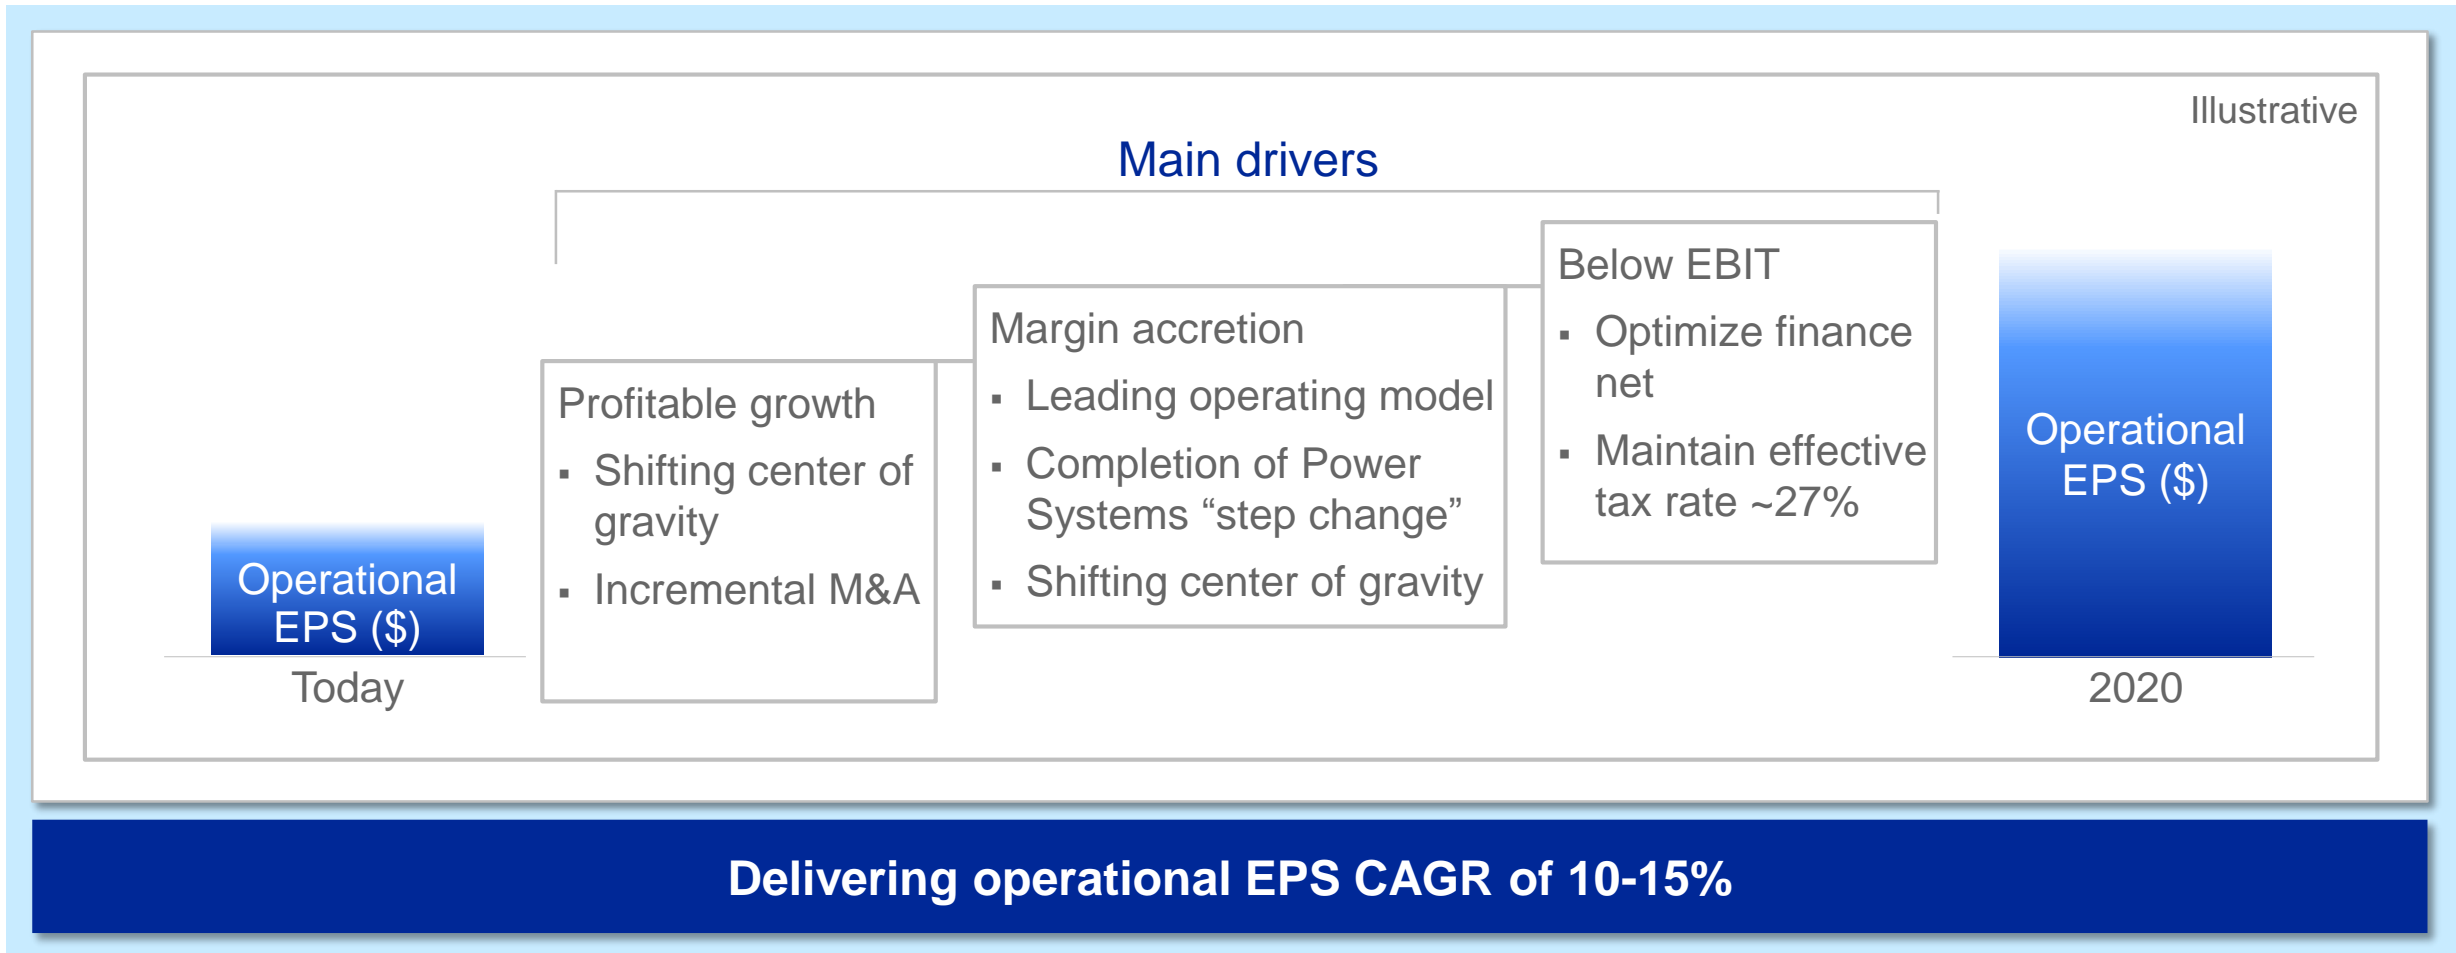 Illustrative
Main drivers
Operational
EPS ($)
Today
Profitable growth
▪ Shifting center of
gravity
▪ Incremental M&A
Margin accretion
▪ Leading operating model
▪ Completion of Power
Systems “step change”
▪ Shifting center of gravity
Below EBIT
▪ Optimize finance
net
▪ Maintain effective
tax rate ~27%
Operational
EPS ($)
2020
Delivering operational EPS CAGR of 10-15%